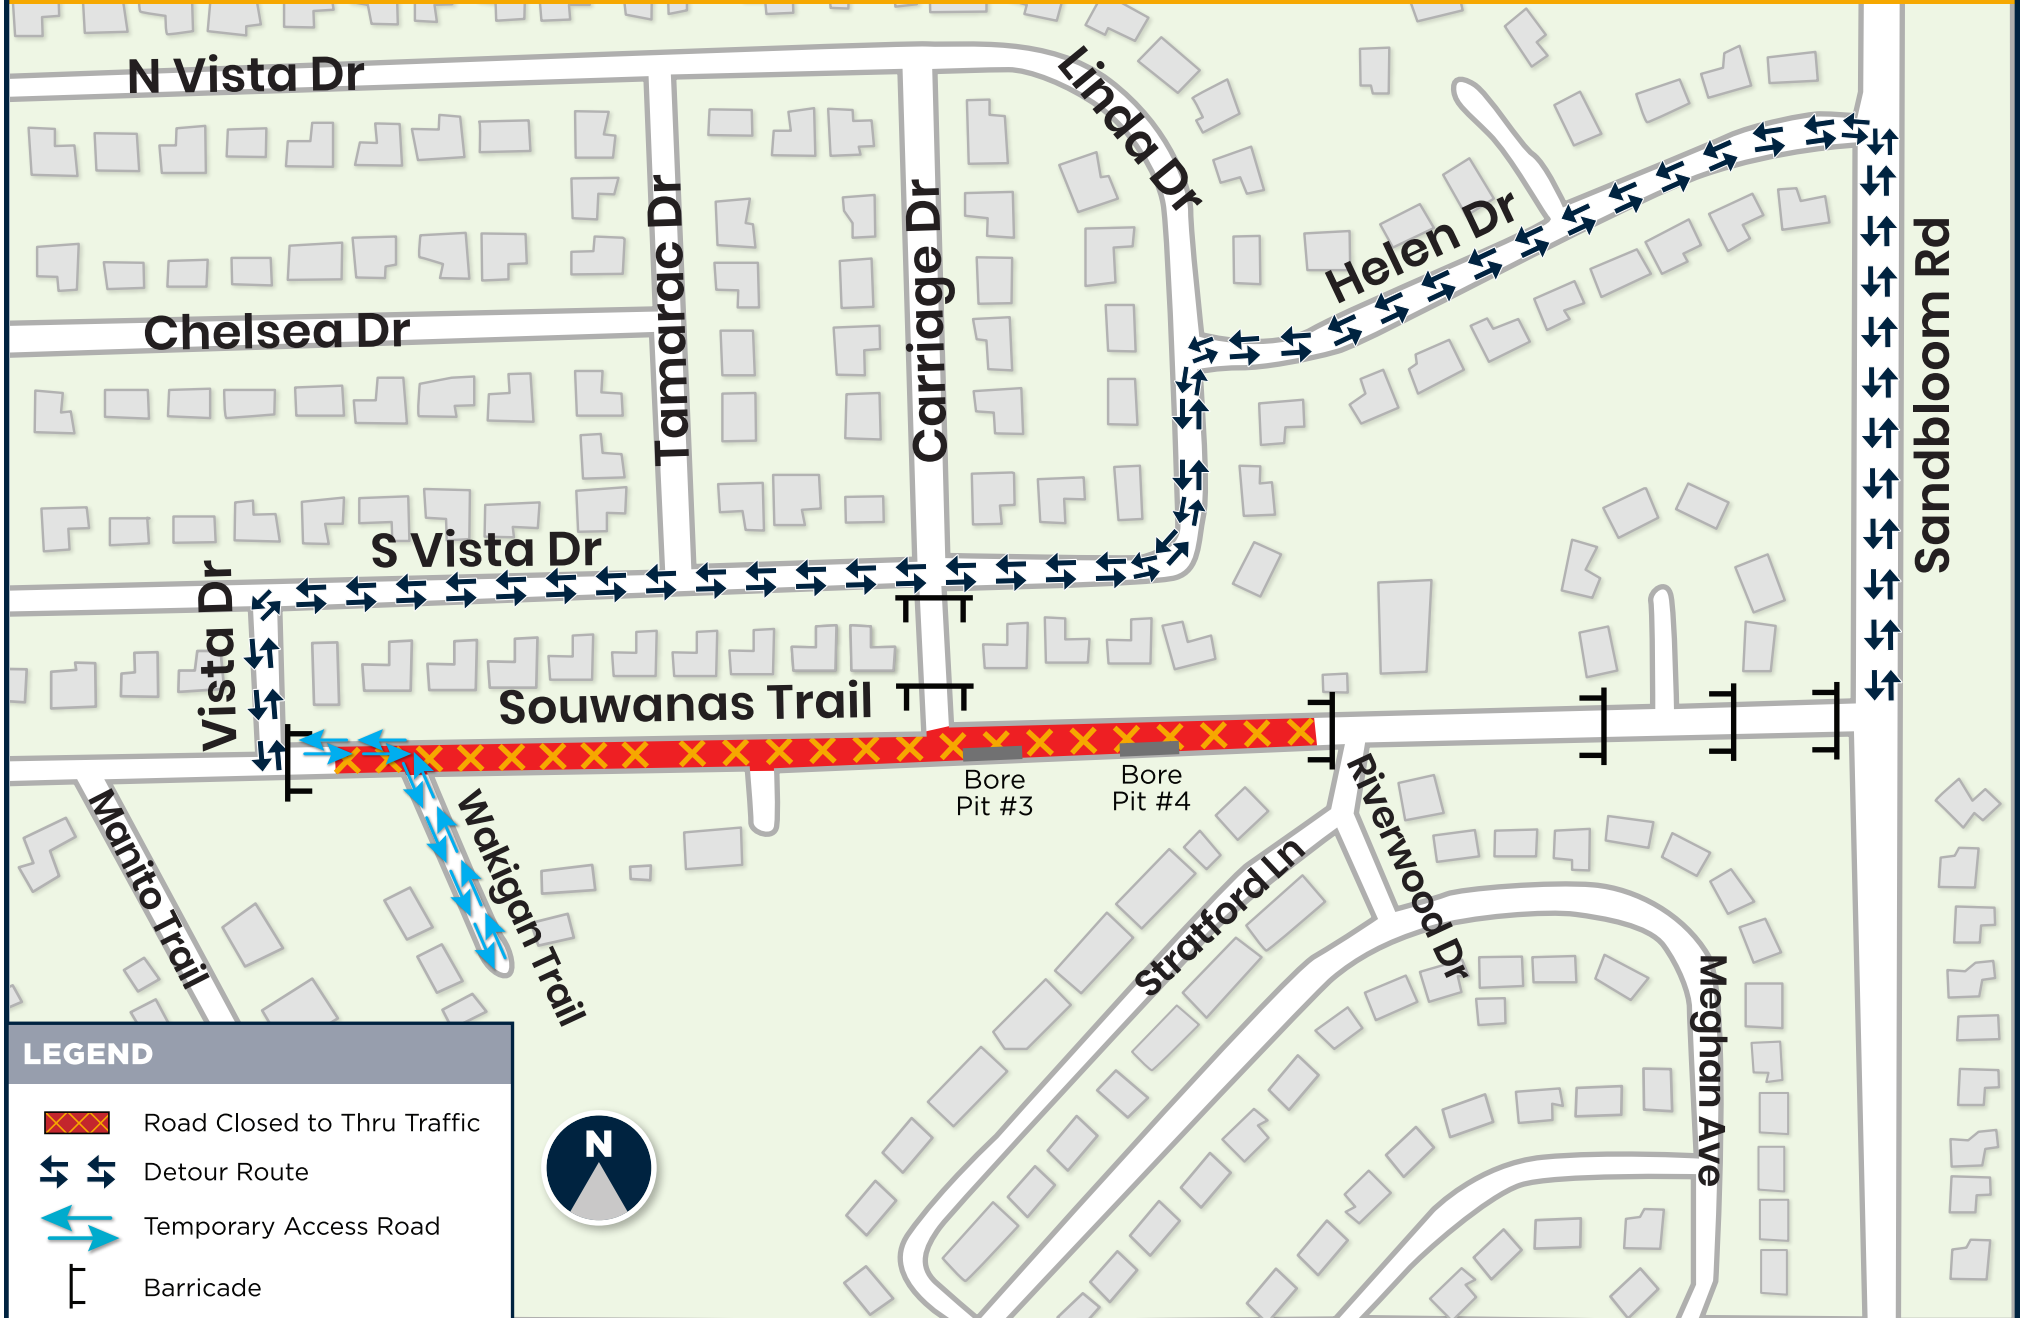 N Vista Dr
Linda Dr
Tamarac Dr
Carriage Dr
Helen Dr
Sandbloom Rd
Chelsea Dr
S Vista Dr
Vista Dr
Souwanas Trail
Bore
Pit #3
Bore
Pit #4
Manito Trail
Wakigan Trail
Riverwood Dr
Stratford Ln
Meghan Ave
LEGEND
Road Closed to Thru Traffic
Detour Route
Temporary Access Road
Barricade
N